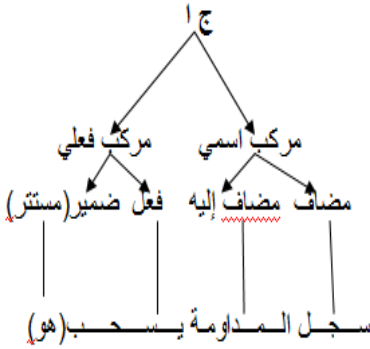 ج ا
مركب اسمي مركب فعلي
مضاف مضاف إليه فعل ضمير(مستتر)
سـجـل الـمـداومـة يـسـحـب(هو)